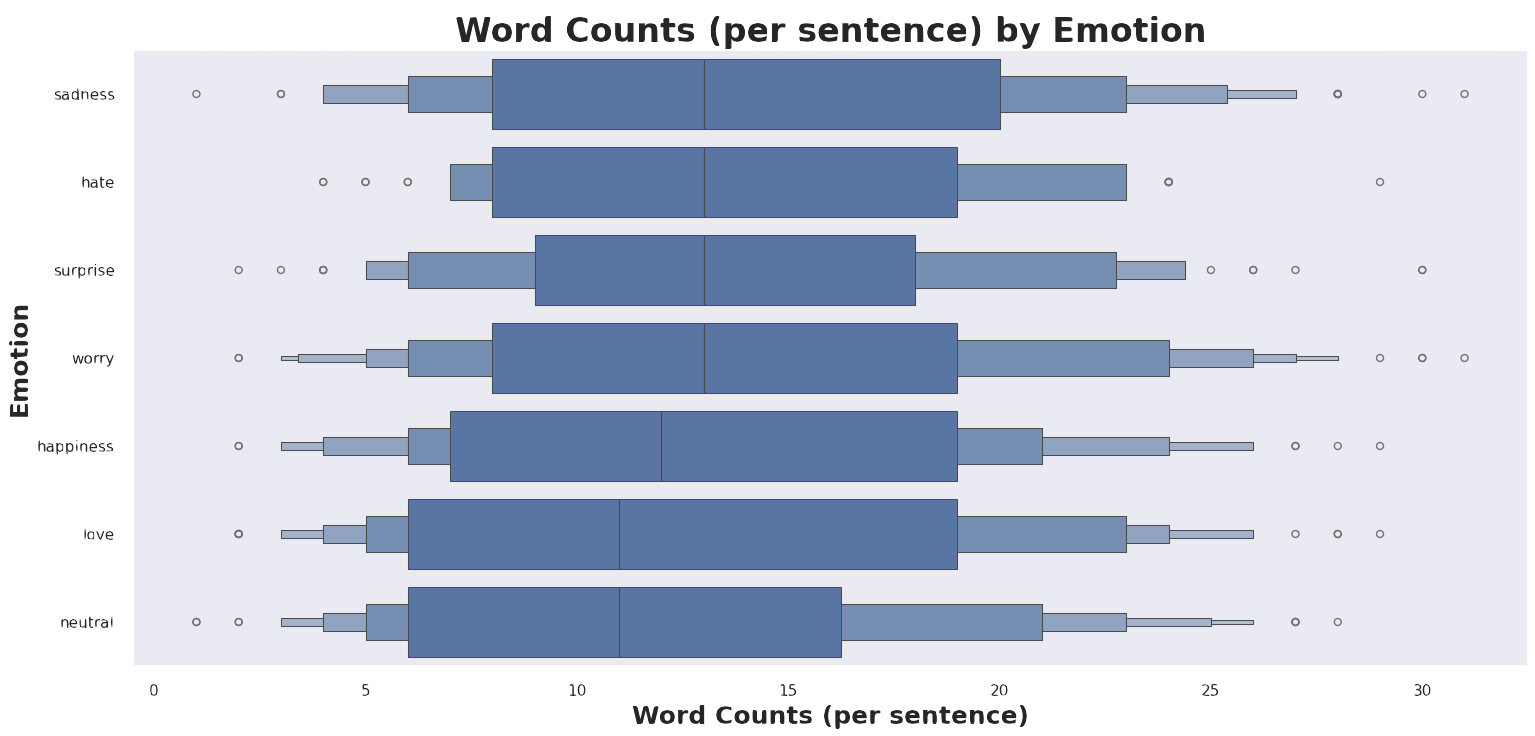 Word Counts (per sentence) by Emotion
Emotion
sadness
hate
surprise
worry
happiness
love
neutral
0 5 10 15 20 25 30
Word Counts (per sentence)